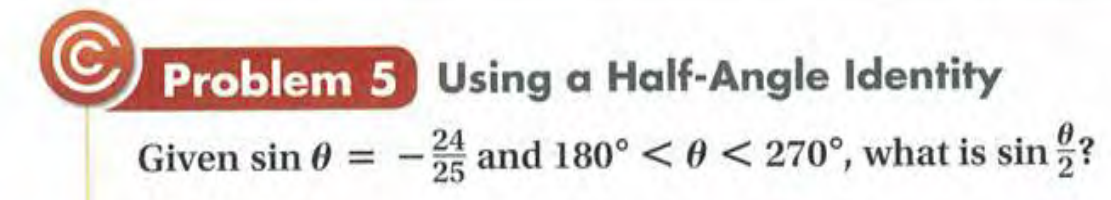 © Problem 5 Using a Half-Angle Identity
Given sin θ = −24/25 and 180° < θ < 270°, what is sin θ/2?